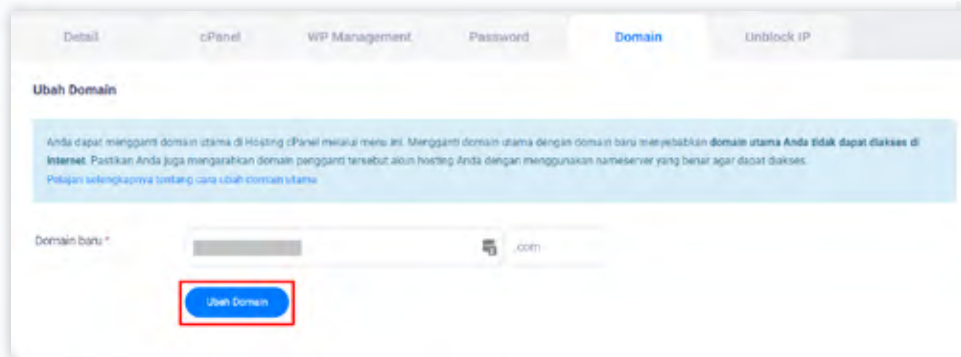 Detail cPanel WP Management Password Domain Unblock IP
Ubah Domain
Anda dapat mengganti domain utama di Hosting cPanel melalui menu ini. Mengganti domain utama dengan domain baru menyebabkan domain utama Anda tidak dapat diakses di
internet. Pastikan Anda juga mengarahkan domain pengganti tersebut akun hosting Anda dengan menggunakan nameserver yang benar agar dapat diakses.
Pelajari selengkapnya tentang cara ubah domain utama
Domain baru * .com
Ubah Domain